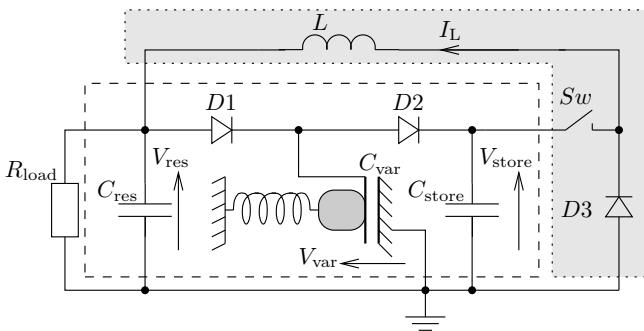 L
I_L
D1
D2
Sw
V_res
C_var
V_store
R_load
C_res
C_store
D3
V_var